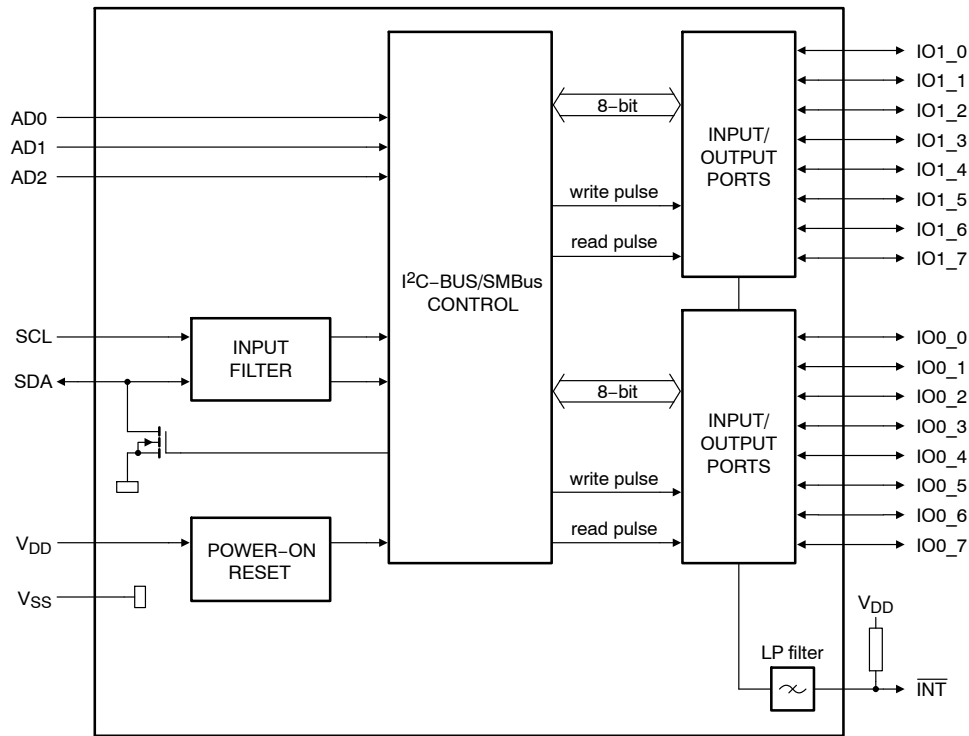 AD0
AD1
AD2
SCL
SDA
VDD
VSS
INPUT
FILTER
POWER–ON
RESET
I²C–BUS/SMBus
CONTROL
8–bit
write pulse
read pulse
8–bit
write pulse
read pulse
INPUT/
OUTPUT
PORTS
INPUT/
OUTPUT
PORTS
IO1_0
IO1_1
IO1_2
IO1_3
IO1_4
IO1_5
IO1_6
IO1_7
IO0_0
IO0_1
IO0_2
IO0_3
IO0_4
IO0_5
IO0_6
IO0_7
VDD
LP filter
INT